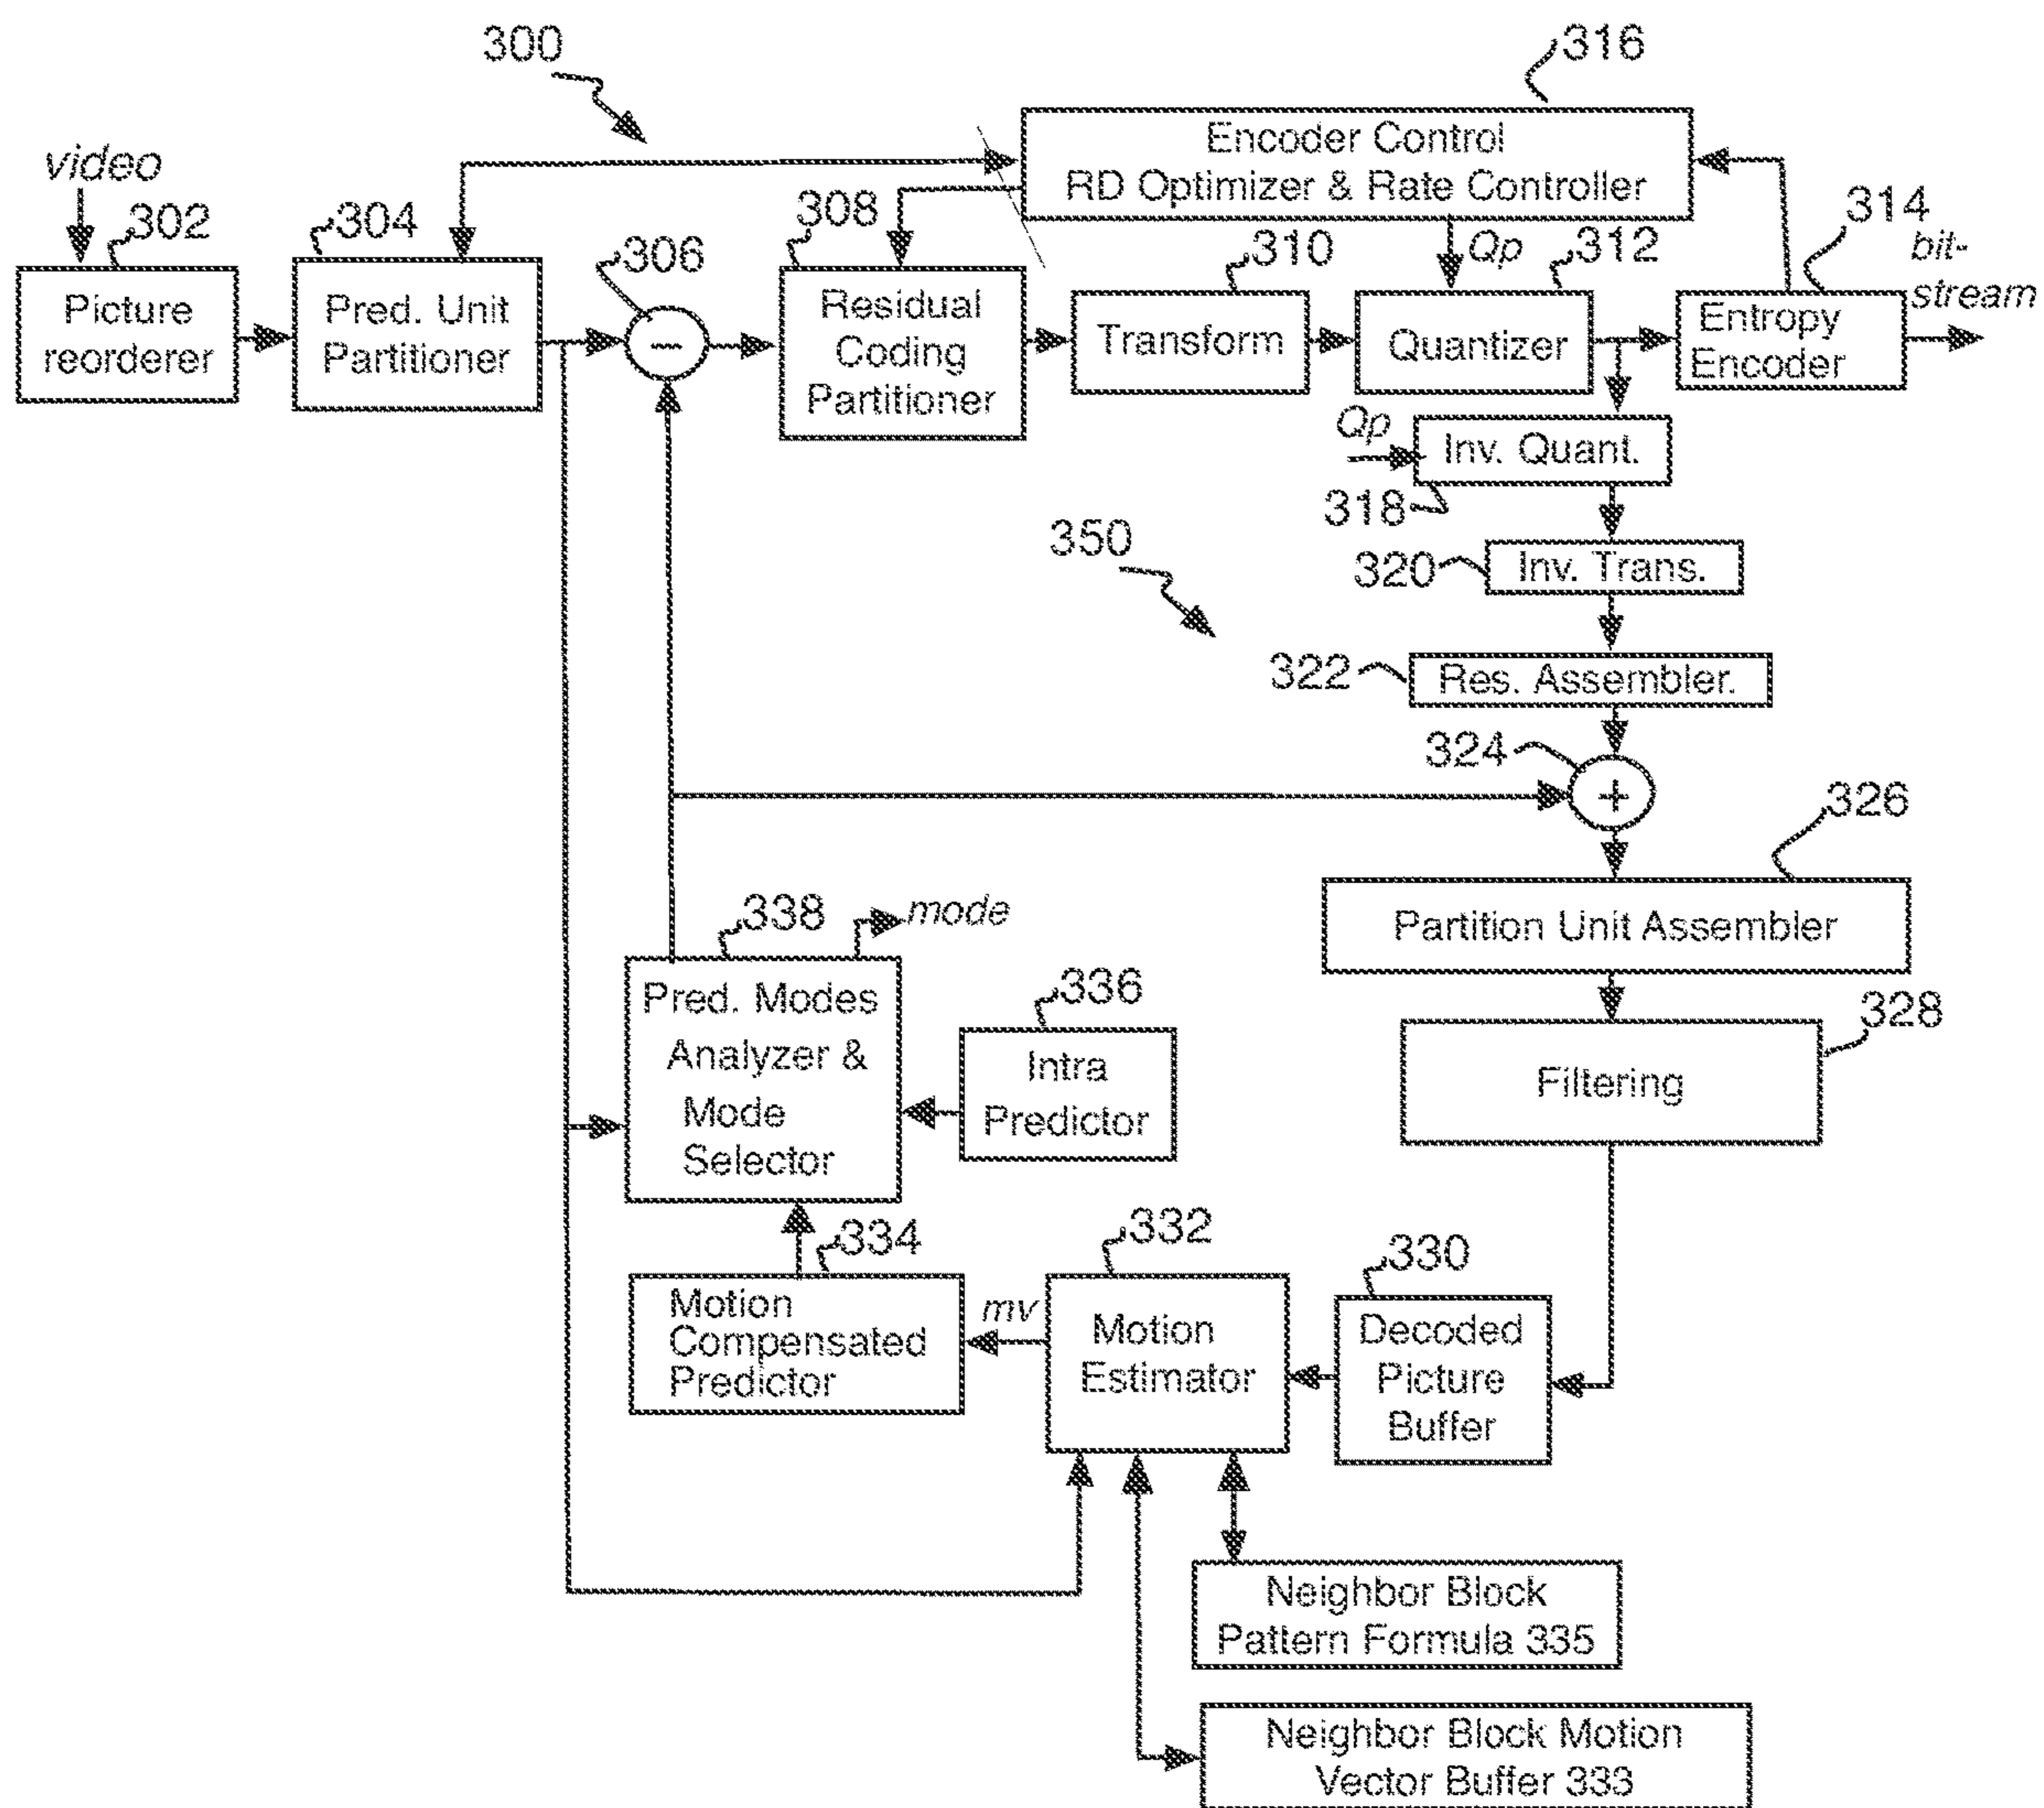 300
316
Encoder Control
RD Optimizer & Rate Controller
video
302
304
306
308
310
Qp
312
314
bit-
stream
Picture
reorderer
Pred. Unit
Partitioner
−
Residual
Coding
Partitioner
Transform
Quantizer
Entropy
Encoder
Qp
Inv. Quant.
318
350
320
Inv. Trans.
322
Res. Assembler.
324
+
326
Partition Unit Assembler
338
mode
Pred. Modes
Analyzer &
Mode
Selector
336
Intra
Predictor
328
Filtering
334
Motion
Compensated
Predictor
mv
332
Motion
Estimator
330
Decoded
Picture
Buffer
Neighbor Block
Pattern Formula 335
Neighbor Block Motion
Vector Buffer 333